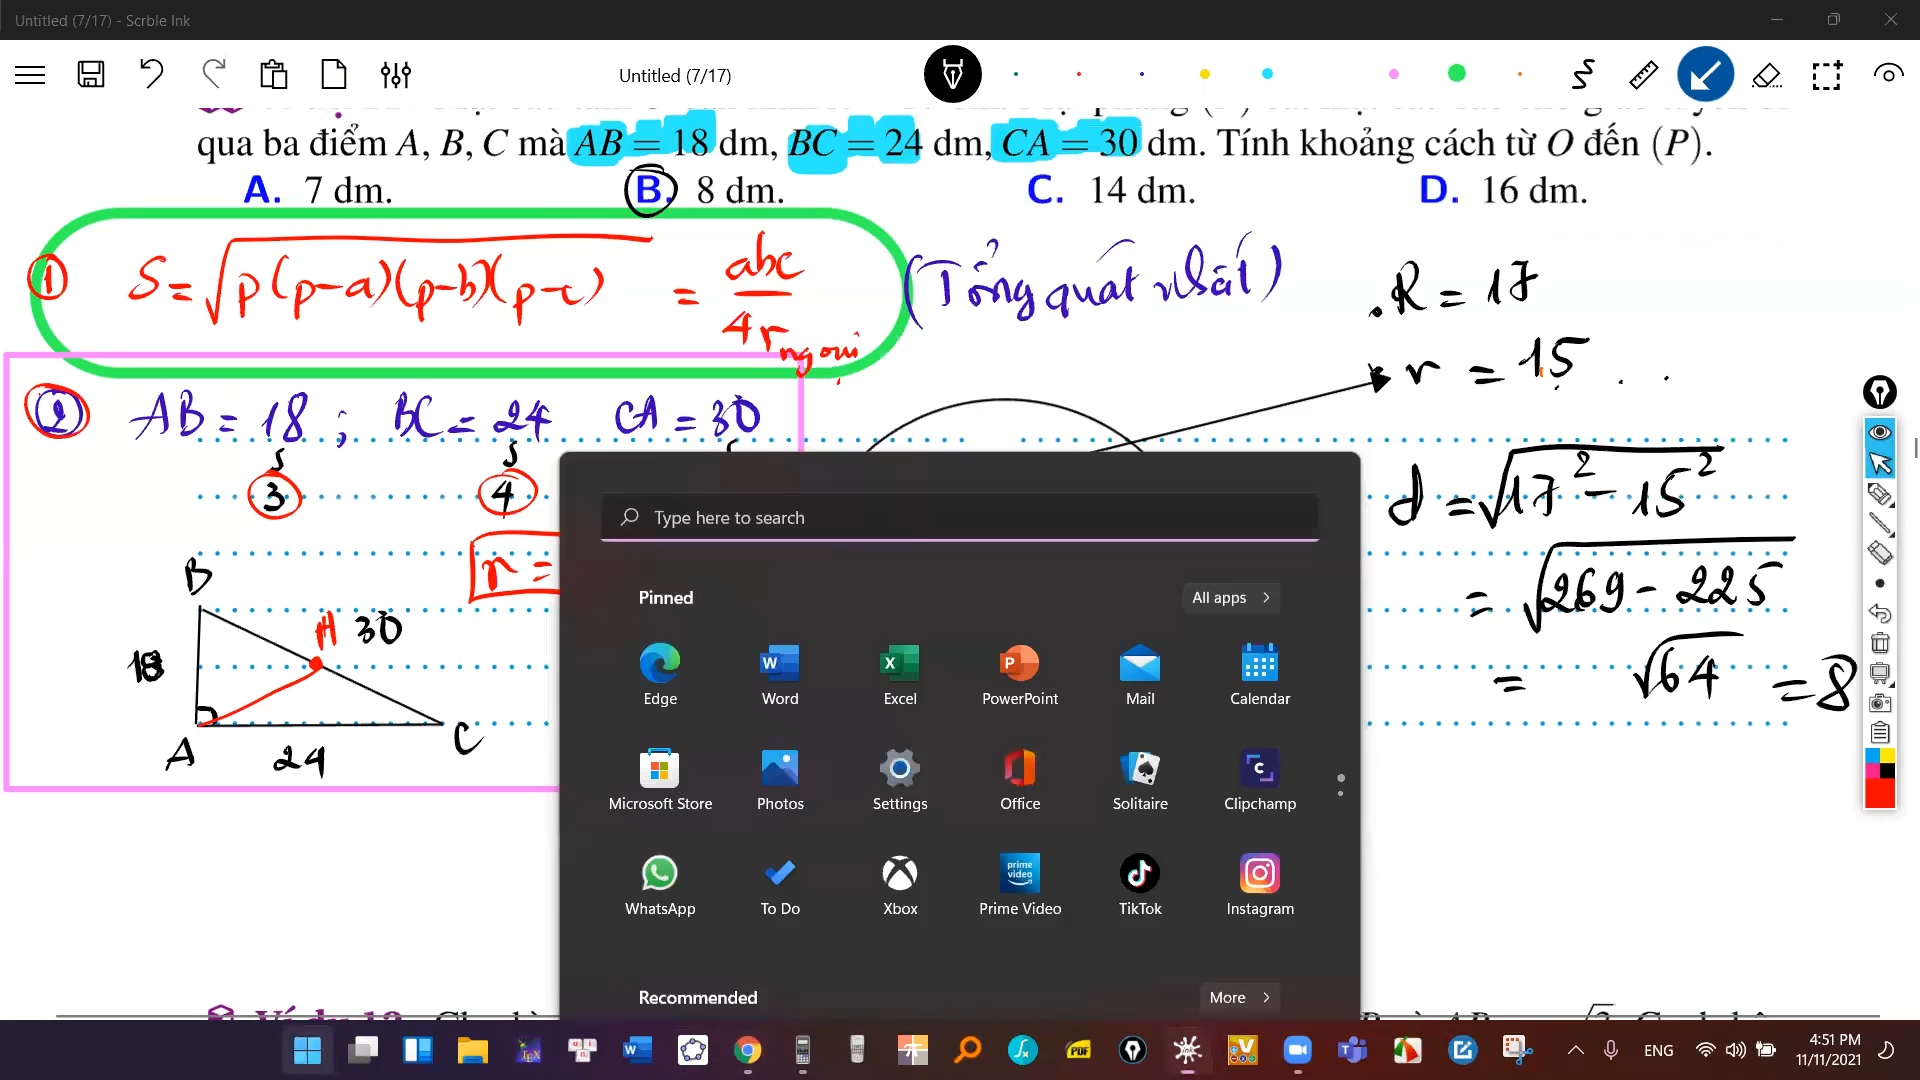 Untitled (7/17) - Scrble Ink
Untitled (7/17)
qua ba điểm A, B, C mà AB = 18 dm, BC = 24 dm, CA = 30 dm. Tính khoảng cách từ O đến (P).
A. 7 dm. B. 8 dm. C. 14 dm. D. 16 dm.
① S = √p(p-a)(p-b)(p-c) = abc / 4r ngoại (Tổng quát nhất)
R = 17
r = 15
② AB = 18 ; BC = 24 CA = 30
3 4
r =
d = √17² - 15²
= √269 - 225
= √64 = 8
B
H 30
18
A 24 C
Type here to search
Pinned All apps
Edge Word Excel PowerPoint Mail Calendar
Microsoft Store Photos Settings Office Solitaire Clipchamp
WhatsApp To Do Xbox Prime Video TikTok Instagram
Recommended More
ENG
4:51 PM
11/11/2021